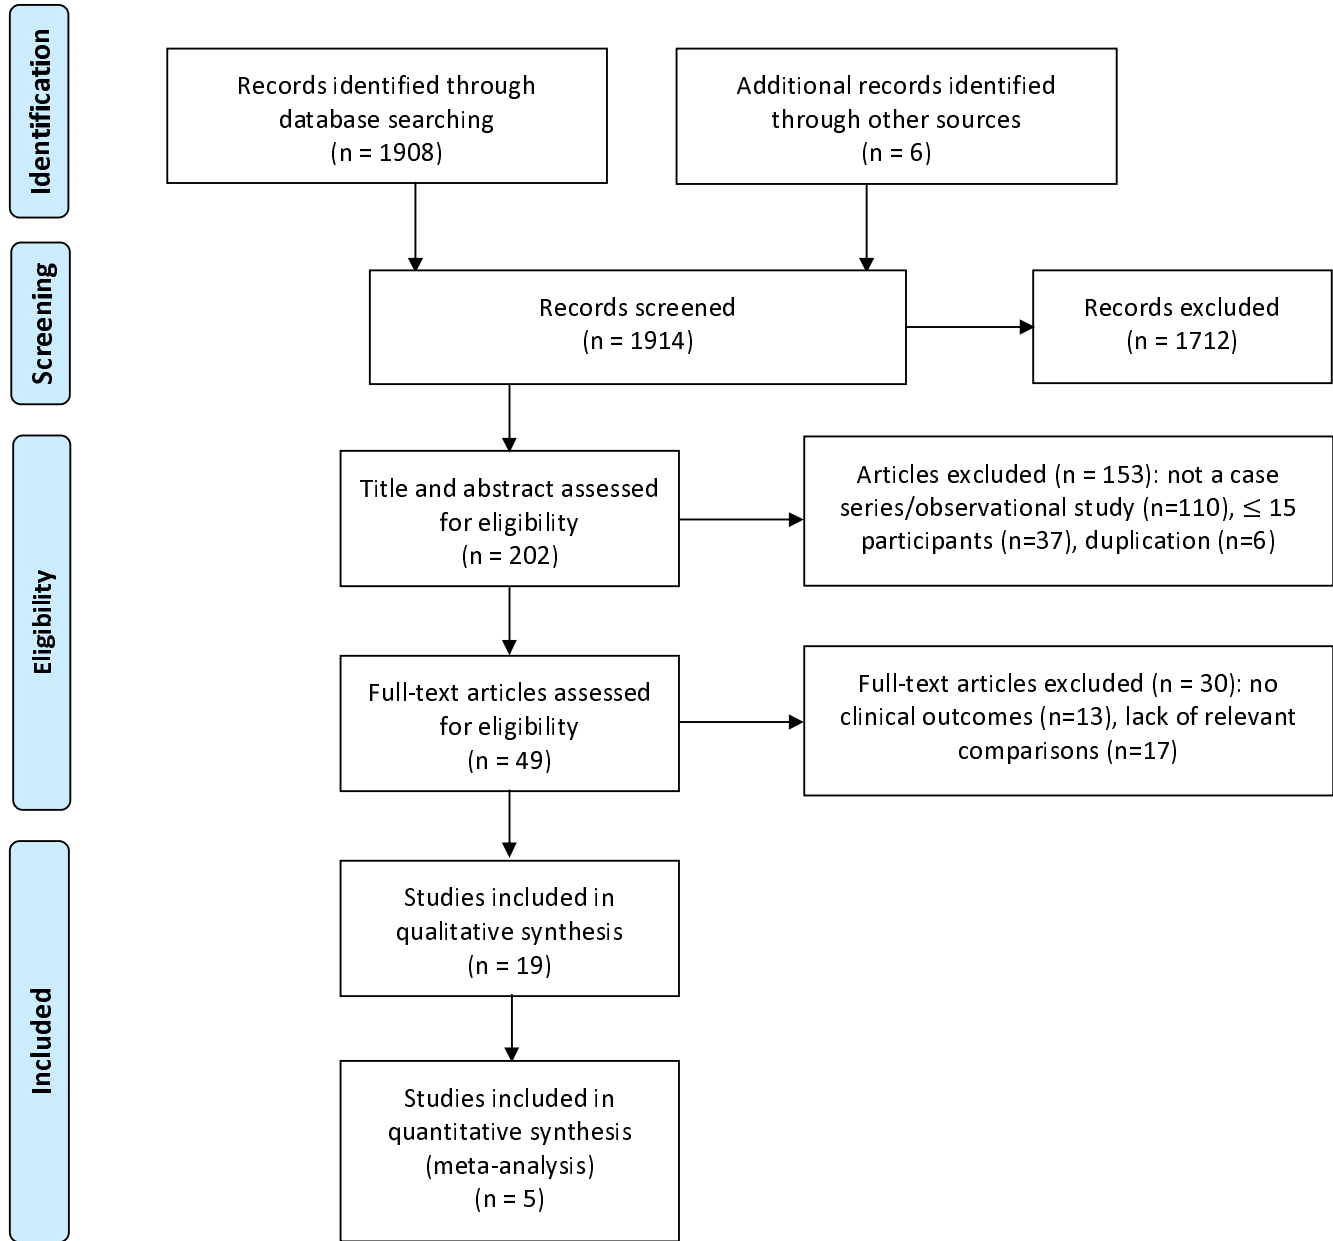 Identification
Records identified through
database searching
(n = 1908)
Additional records identified
through other sources
(n = 6)
Screening
Records screened
(n = 1914)
Records excluded
(n = 1712)
Eligibility
Title and abstract assessed
for eligibility
(n = 202)
Articles excluded (n = 153): not a case
series/observational study (n=110), ≤ 15
participants (n=37), duplication (n=6)
Full-text articles assessed
for eligibility
(n = 49)
Full-text articles excluded (n = 30): no
clinical outcomes (n=13), lack of relevant
comparisons (n=17)
Included
Studies included in
qualitative synthesis
(n = 19)
Studies included in
quantitative synthesis
(meta-analysis)
(n = 5)